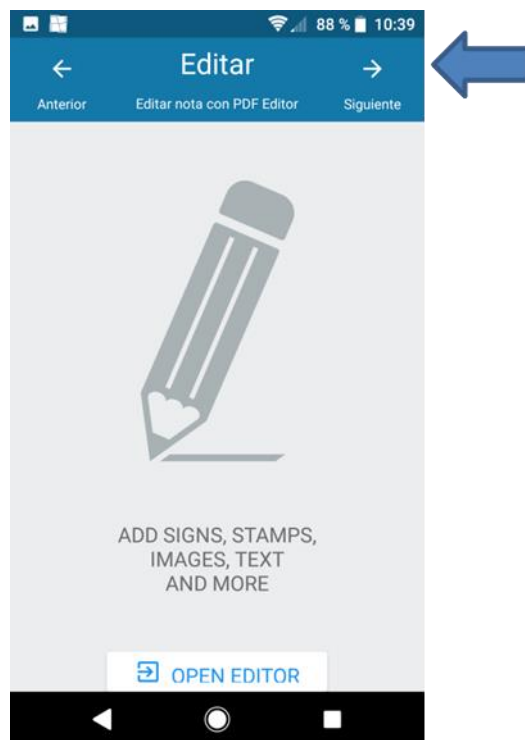 88 % 10:39
Editar
Anterior Editar nota con PDF Editor Siguiente
ADD SIGNS, STAMPS,
IMAGES, TEXT
AND MORE
OPEN EDITOR